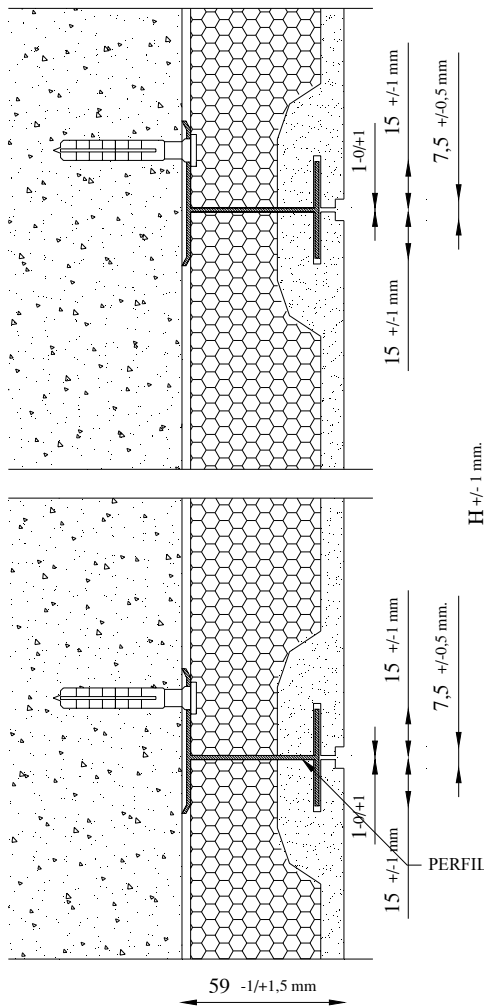 15 +/-1 mm
7,5 +/-0,5 mm
1-0/+1
15 +/-1 mm
H +/- 1 mm.
15 +/-1 mm
7,5 +/-0,5 mm.
1-0/+1
15 +/-1 mm
PERFIL
59 -1/+1,5 mm